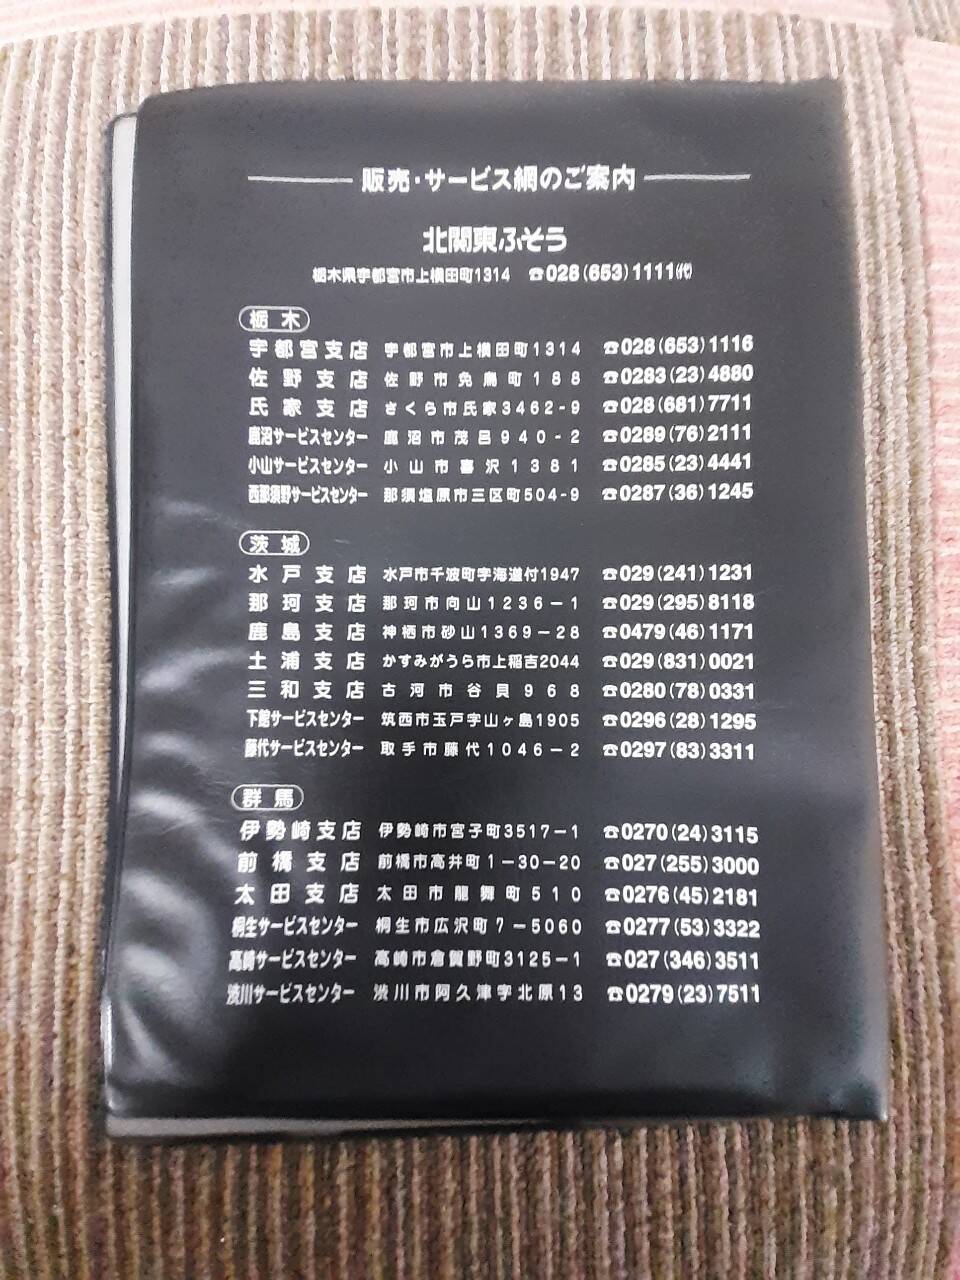 販売・サービス網のご案内
北関東ふそう
栃木県宇都宮市上横田町1314 ☎028(653)1111㈹
栃木
宇都宮支店 宇都宮市上横田町1314 ☎028(653)1116
佐野支店 佐野市免鳥町188 ☎0283(23)4880
氏家支店 さくら市氏家3462-9 ☎028(681)7711
鹿沼サービスセンター 鹿沼市茂呂940-2 ☎0289(76)2111
小山サービスセンター 小山市喜沢1381 ☎0285(23)4441
西那須野サービスセンター 那須塩原市三区町504-9 ☎0287(36)1245
茨城
水戸支店 水戸市千波町字海道付1947 ☎029(241)1231
那珂支店 那珂市向山1236-1 ☎029(295)8118
鹿島支店 神栖市砂山1369-28 ☎0479(46)1171
土浦支店 かすみがうら市上稲吉2044 ☎029(831)0021
三和支店 古河市谷貝968 ☎0280(78)0331
下館サービスセンター 筑西市玉戸字山ヶ島1905 ☎0296(28)1295
藤代サービスセンター 取手市藤代1046-2 ☎0297(83)3311
群馬
伊勢崎支店 伊勢崎市宮子町3517-1 ☎0270(24)3115
前橋支店 前橋市高井町1-30-20 ☎027(255)3000
太田支店 太田市龍舞町510 ☎0276(45)2181
桐生サービスセンター 桐生市広沢町7-5060 ☎0277(53)3322
高崎サービスセンター 高崎市倉賀野町3125-1 ☎027(346)3511
渋川サービスセンター 渋川市阿久津字北原13 ☎0279(23)7511